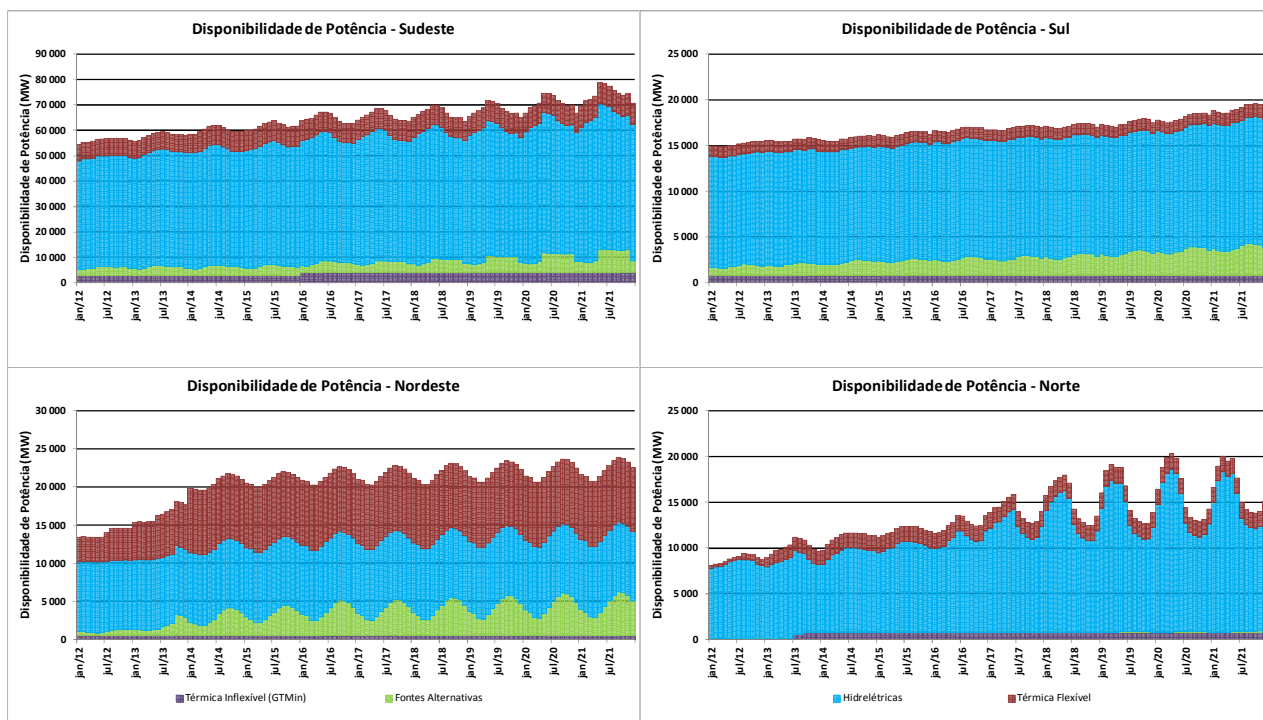 Disponibilidade de Potência - Sudeste
Disponibilidade de Potência (MW)
90 000
80 000
70 000
60 000
50 000
40 000
30 000
20 000
10 000
0
jan/12
jul/12
jan/13
jul/13
jan/14
jul/14
jan/15
jul/15
jan/16
jul/16
jan/17
jul/17
jan/18
jul/18
jan/19
jul/19
jan/20
jul/20
jan/21
jul/21
Disponibilidade de Potência - Sul
Disponibilidade de Potência (MW)
25 000
20 000
15 000
10 000
5 000
0
jan/12
jul/12
jan/13
jul/13
jan/14
jul/14
jan/15
jul/15
jan/16
jul/16
jan/17
jul/17
jan/18
jul/18
jan/19
jul/19
jan/20
jul/20
jan/21
jul/21
Disponibilidade de Potência - Nordeste
Disponibilidade de Potência (MW)
30 000
25 000
20 000
15 000
10 000
5 000
0
jan/12
jul/12
jan/13
jul/13
jan/14
jul/14
jan/15
jul/15
jan/16
jul/16
jan/17
jul/17
jan/18
jul/18
jan/19
jul/19
jan/20
jul/20
jan/21
jul/21
Disponibilidade de Potência - Norte
Disponibilidade de Potência (MW)
25 000
20 000
15 000
10 000
5 000
0
jan/12
jul/12
jan/13
jul/13
jan/14
jul/14
jan/15
jul/15
jan/16
jul/16
jan/17
jul/17
jan/18
jul/18
jan/19
jul/19
jan/20
jul/20
jan/21
jul/21
Térmica Inflexível (GTMin)
Fontes Alternativas
Hidrelétricas
Térmica Flexível